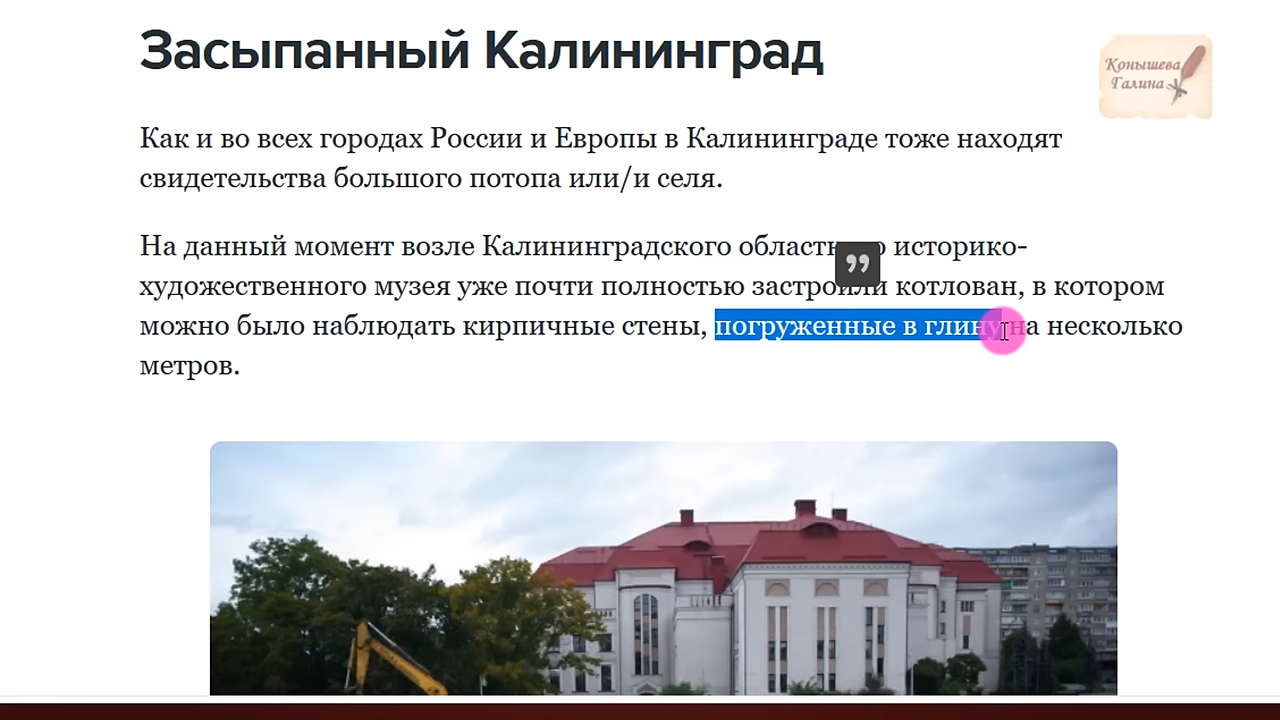 Засыпанный Калининград
Конышева
Галина
Как и во всех городах России и Европы в Калининграде тоже находят
свидетельства большого потопа или/и селя.
На данный момент возле Калининградского историко-
художественного музея уже почти полностью застроили котлован, в котором
можно было наблюдать кирпичные стены, погруженные в глину на несколько
метров.